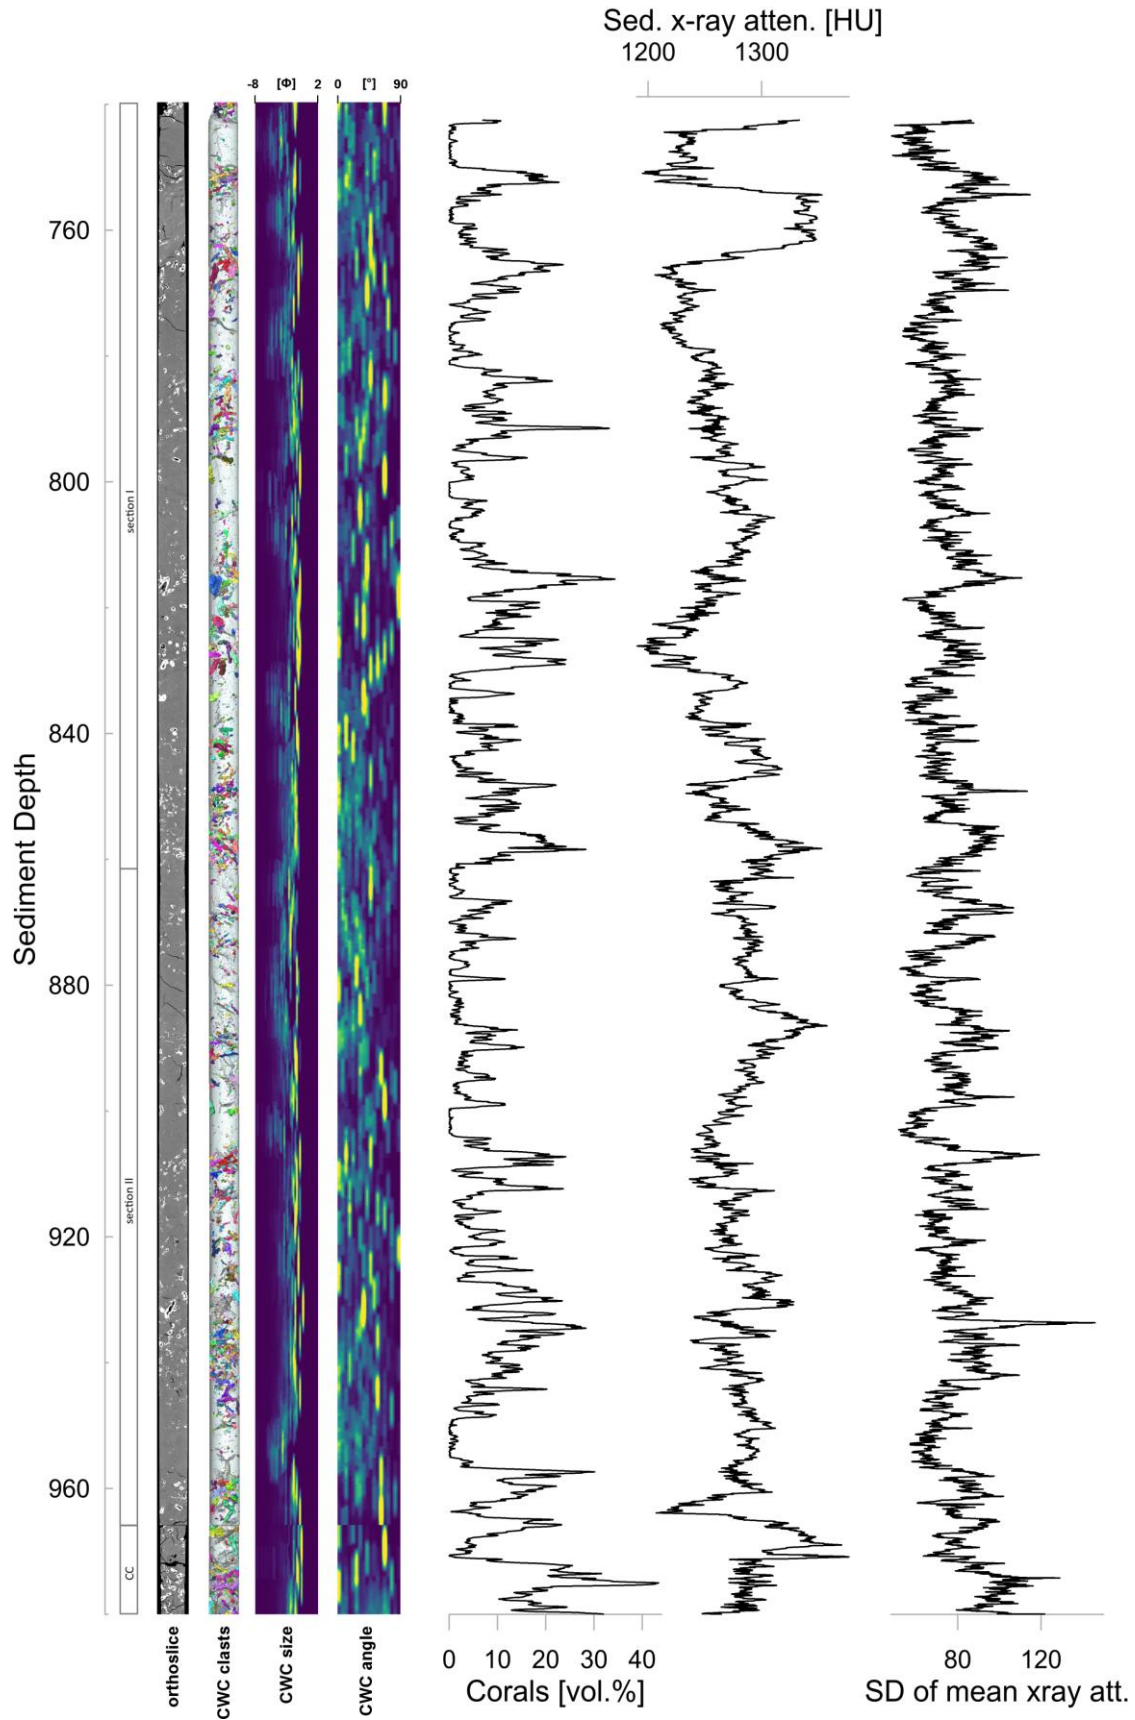 Sed. x-ray atten. [HU]
1200 1300
-8 [Φ] 2 0 [°] 90
760
800
840
880
920
960
Sediment Depth
section I
section II
CC
orthoslice
CWC clasts
CWC size
CWC angle
0 10 20 30 40
Corals [vol.%]
80 120
SD of mean xray att.